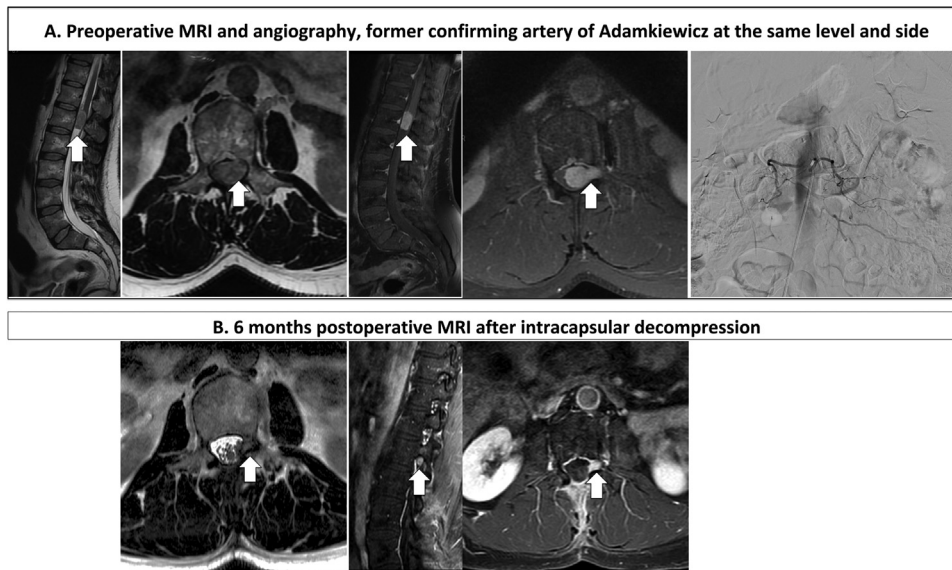 A. Preoperative MRI and angiography, former confirming artery of Adamkiewicz at the same level and side
B. 6 months postoperative MRI after intracapsular decompression